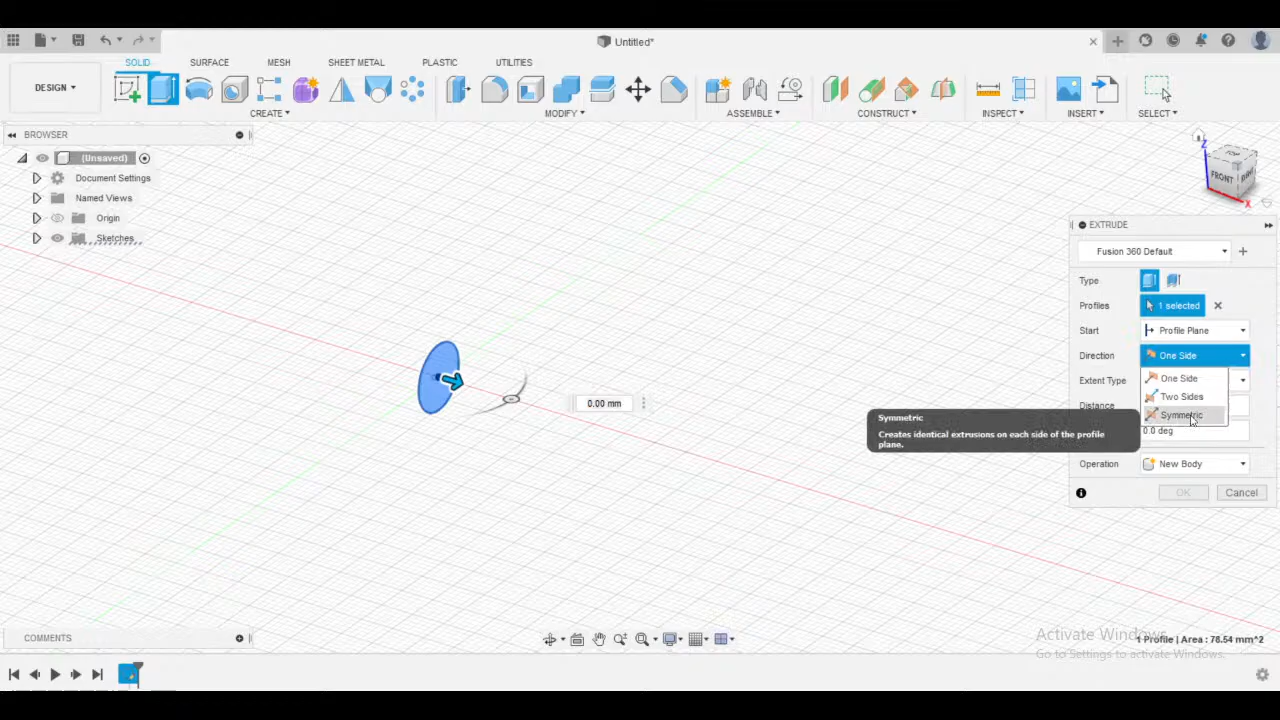 Untitled*
SOLID
SURFACE
MESH
SHEET METAL
PLASTIC
UTILITIES
DESIGN
CREATE
MODIFY
ASSEMBLE
CONSTRUCT
INSPECT
INSERT
SELECT
BROWSER
(Unsaved)
Document Settings
Named Views
Origin
Sketches
TOP
FRONT
Z
X
EXTRUDE
Fusion 360 Default
Type
Profiles
1 selected
Start
Profile Plane
Direction
One Side
One Side
Two Sides
Symmetric
Extent Type
Distance
0.0 deg
Operation
New Body
OK
Cancel
0.00 mm
Symmetric
Creates identical extrusions on each side of the profile
plane.
COMMENTS
Activate Windows
Go to Settings to activate Windows.
1 Profile | Area : 78.54 mm^2